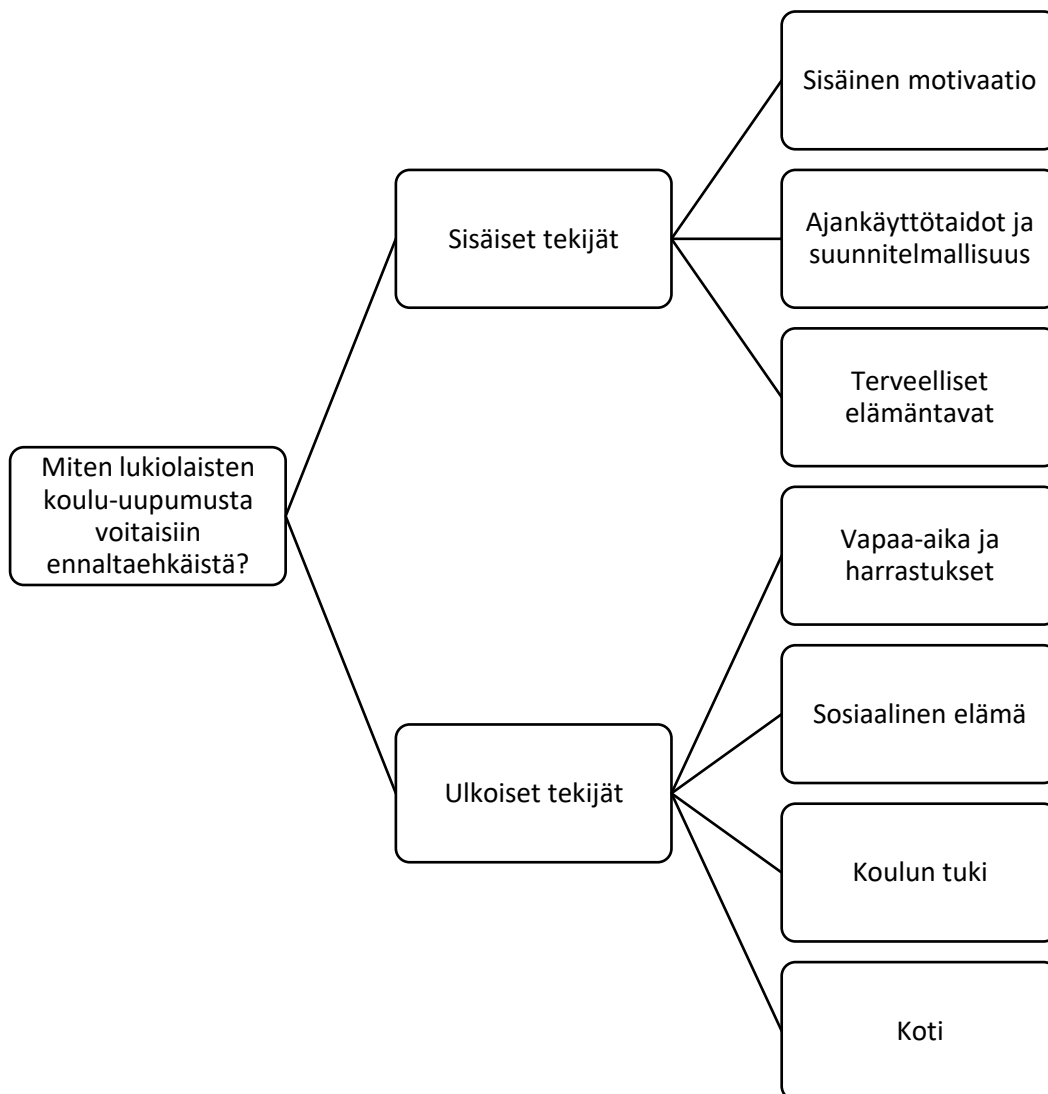 Miten lukiolaisten
koulu-uupumusta
voitaisiin
ennaltaehkäistä?
Sisäiset tekijät
Sisäinen motivaatio
Ajankäyttötaidot ja
suunnitelmallisuus
Terveelliset
elämäntavat
Ulkoiset tekijät
Vapaa-aika ja
harrastukset
Sosiaalinen elämä
Koulun tuki
Koti